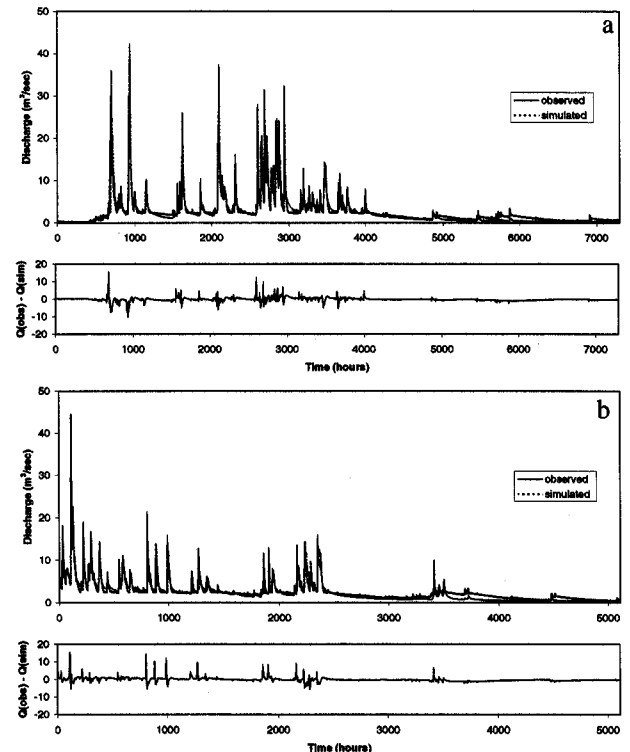 a
50
40
30
20
10
0
Discharge (m³/sec)
observed
simulated
0 1000 2000 3000 4000 5000 6000 7000
20
10
0
-10
-20
Q(obs) - Q(sim)
0 1000 2000 3000 4000 5000 6000 7000
Time (hours)
b
50
40
30
20
10
0
Discharge (m³/sec)
observed
simulated
0 1000 2000 3000 4000 5000
20
10
0
-10
-20
Q(obs) - Q(sim)
0 1000 2000 3000 4000 5000
Time (hours)